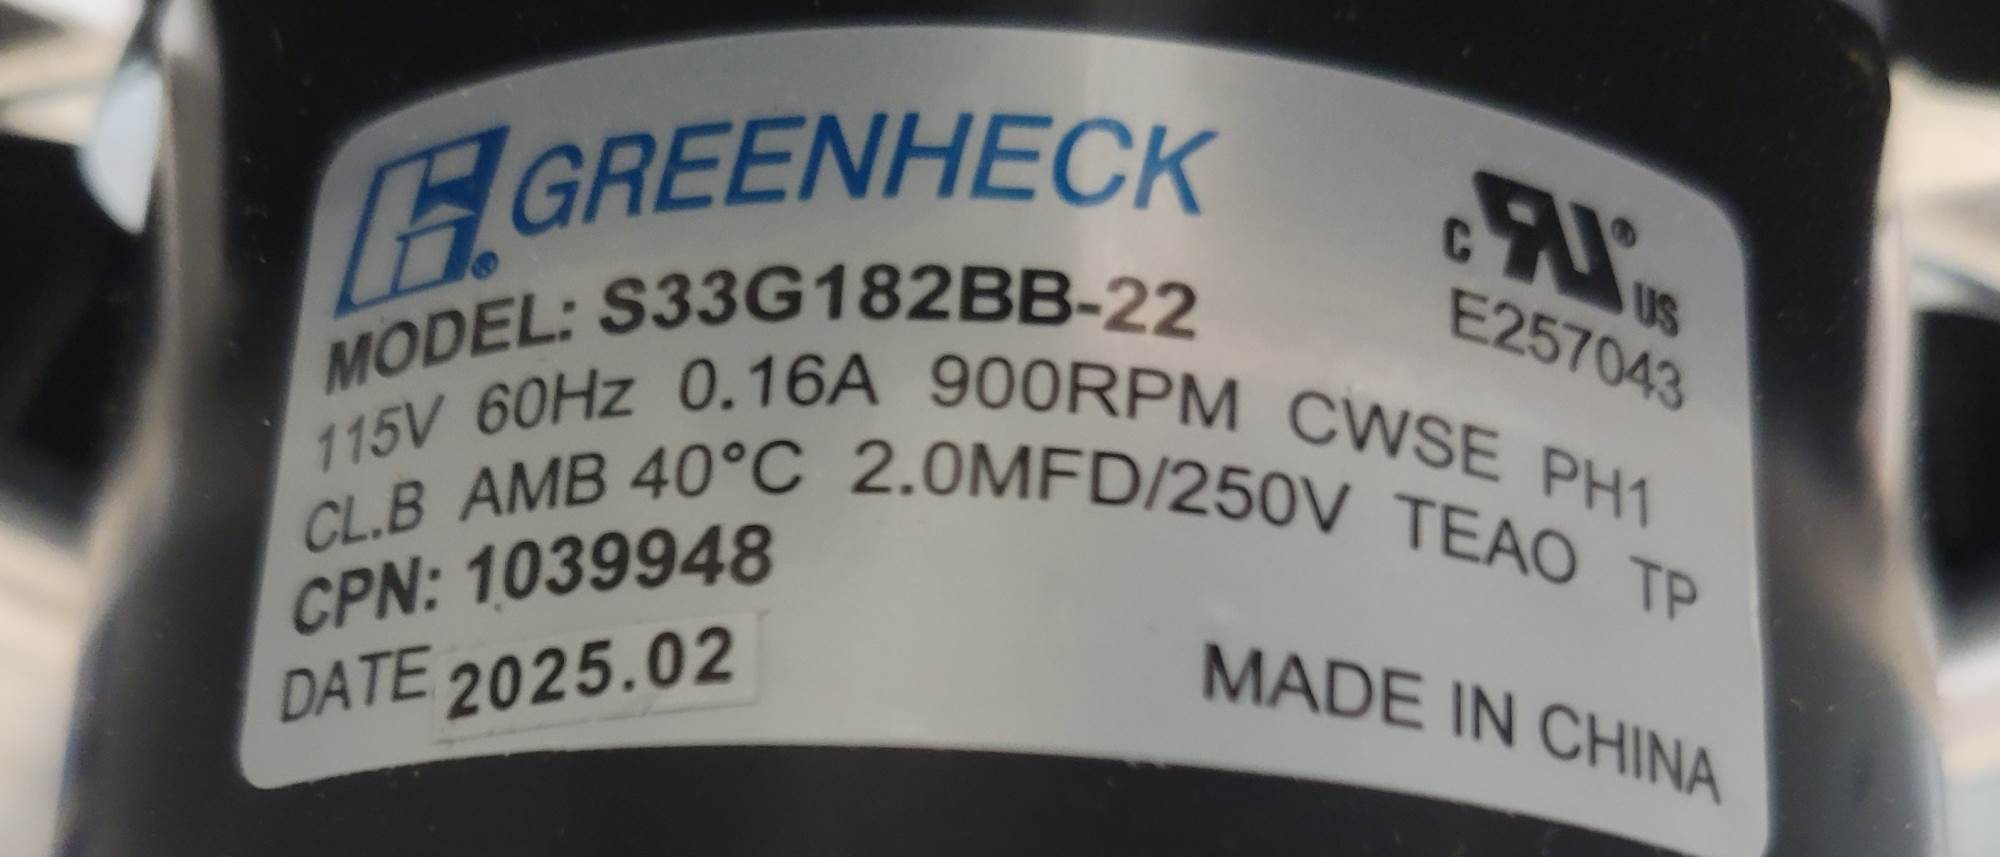 GREENHECK
®
MODEL: S33G182BB-22
115V 60Hz 0.16A 900RPM CWSE PH1
CL.B AMB 40°C 2.0MFD/250V TEAO TP
CPN: 1039948
DATE 2025.02
MADE IN CHINA
c RU® US
E257043